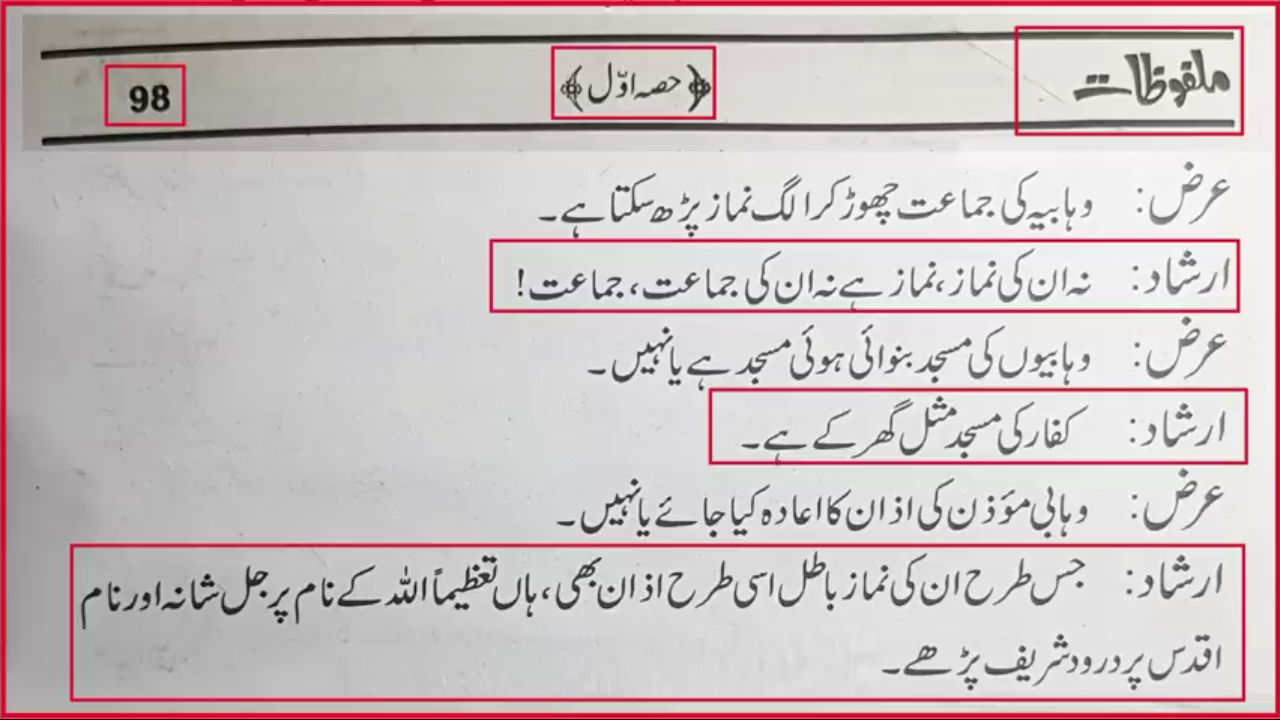 ملفوظات ﴿حصہ اوّل﴾ 98
عرض: وہابیہ کی جماعت چھوڑ کر الگ نماز پڑھ سکتا ہے۔
ارشاد: نہ ان کی نماز، نماز ہے نہ ان کی جماعت، جماعت!
عرض: وہابیوں کی مسجد بنوائی ہوئی مسجد ہے یا نہیں۔
ارشاد: کفار کی مسجد مثل گھر کے ہے۔
عرض: وہابی مؤذن کی اذان کا اعادہ کیا جائے یا نہیں۔
ارشاد: جس طرح ان کی نماز باطل اسی طرح اذان بھی، ہاں تعظیماً اللہ کے نام پر جل شانہ اور نام
اقدس پر درود شریف پڑھے۔